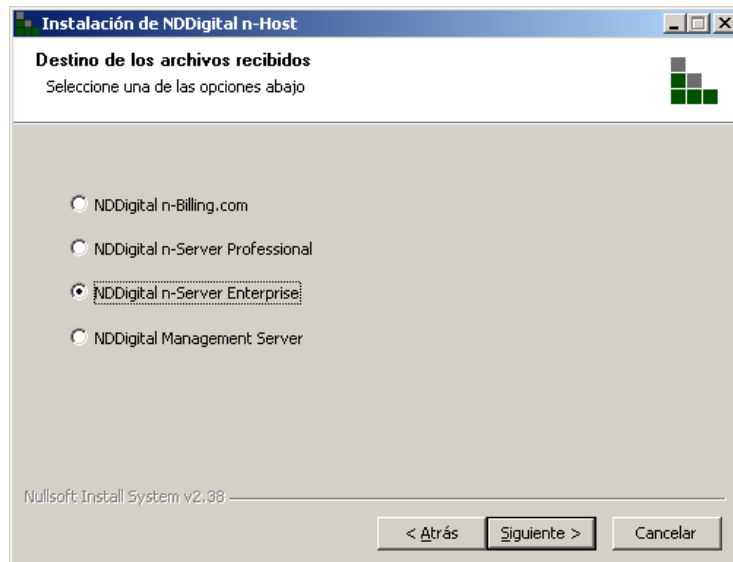 Instalación de NDDigital n-Host
Destino de los archivos recibidos
Seleccione una de las opciones abajo
NDDigital n-Billing.com
NDDigital n-Server Professional
NDDigital n-Server Enterprise
NDDigital Management Server
Nullsoft Install System v2.38
< Atrás
Siguiente >
Cancelar